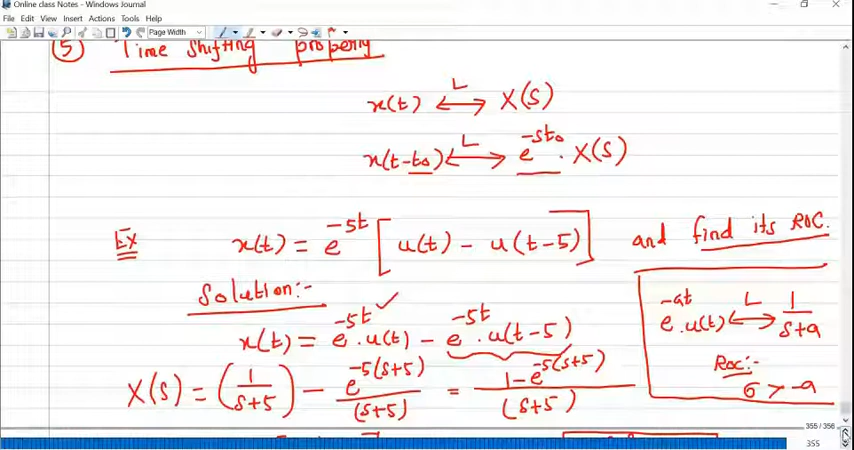 Online class Notes - Windows Journal
File Edit View Insert Actions Tools Help
Page Width
(5) Time shifting property
x(t) <-L-> X(S)
x(t-to) <-L-> e^-sto . X(S)
Ex x(t) = e^-5t [u(t) - u(t-5)] and find its ROC.
Solution:-
x(t) = e^-5t . u(t) - e^-5t . u(t-5)
X(S) = (1/(s+5)) - e^-5(s+5)/(s+5) = (1-e^-5(s+5))/(s+5)
e^-at . u(t) <-L-> 1/(s+a)
Roc:-
σ > -a
355 / 356
355